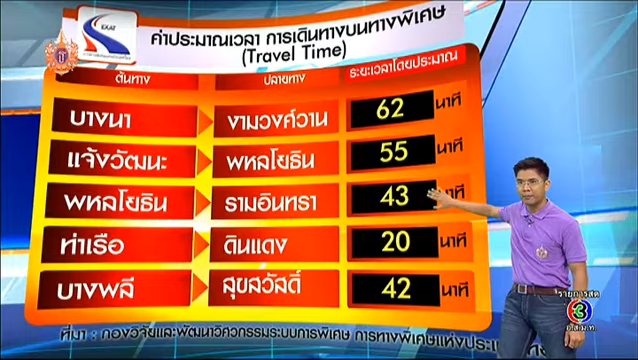 EXAT
ค่าประมาณเวลา การเดินทางบนทางพิเศษ
(Travel Time)
ต้นทาง ปลายทาง ระยะเวลาโดยประมาณ
บางนา งามวงศ์วาน 62 นาที
แจ้งวัฒนะ พหลโยธิน 55 นาที
พหลโยธิน รามอินทรา 43 นาที
ท่าเรือ ดินแดง 20 นาที
บางพลี สุขสวัสดิ์ 42 นาที
รายการสด
3
อ.ส.ม.ท.
ที่มา : กองวิจัยและพัฒนาวิศวกรรมระบบการพิเศษ การทางพิเศษแห่งประเท